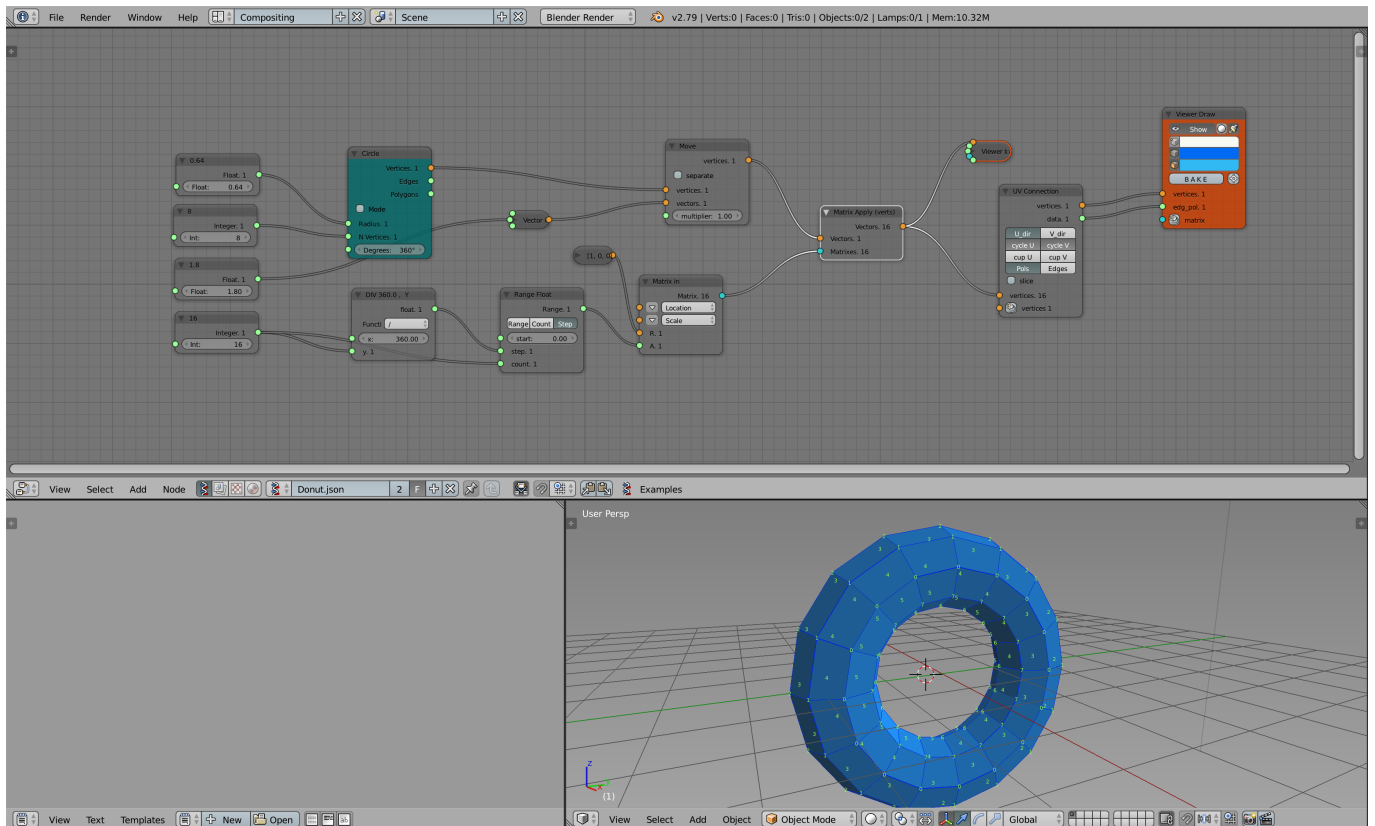 File Render Window Help Compositing Scene Blender Render v2.79 | Verts:0 | Faces:0 | Tris:0 | Objects:0/2 | Lamps:0/1 | Mem:10.32M
0.64
Float. 1
Float: 0.64
8
Integer. 1
Int: 8
1.8
Float. 1
Float: 1.80
16
Integer. 1
Int: 16
Circle
Vertices. 1
Edges
Polygons
Mode
Radius. 1
N Vertices. 1
Degrees: 360°
DIV 360.0 , Y
float. 1
Functi /
x: 360.00
y. 1
Vector
Range Float
Range. 1
Range Count Step
start: 0.00
step. 1
count. 1
[1, 0, 0
Move
vertices. 1
separate
vertices. 1
vectors. 1
multiplier: 1.00
Matrix in
Matrix. 16
Location
Scale
R. 1
A. 1
Matrix Apply (verts)
Vectors. 16
Vectors. 1
Matrixes. 16
Viewer t
UV Connection
vertices. 1
data. 1
U_dir V_dir
cycle U cycle V
cup U cup V
Pols Edges
slice
vertices. 16
vertices 1
Viewer Draw
Show
B A K E
vertices. 1
edg_pol. 1
matrix
View Select Add Node Donut.json 2 F Examples
User Persp
z
(1)
View Text Templates New Open
View Select Add Object Object Mode Global